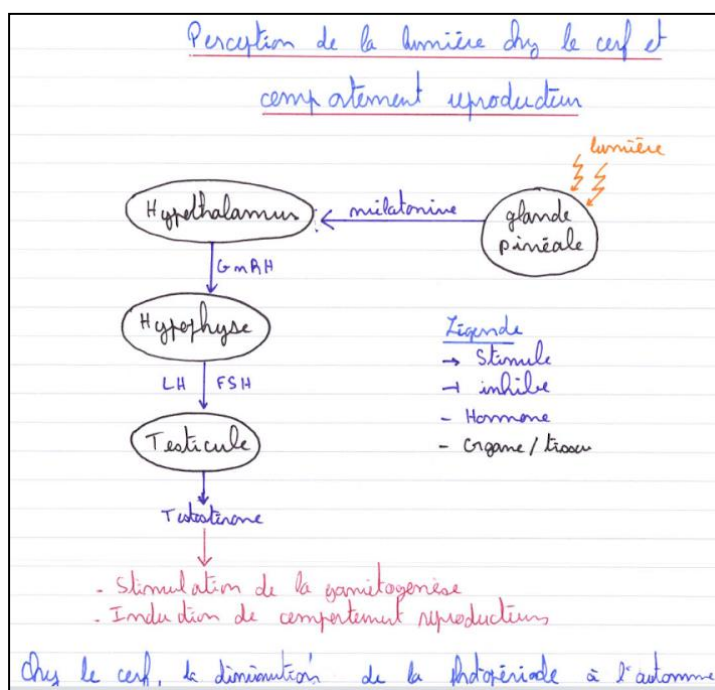 Perception de la lumière chez le cerf et
comportement reproducteur
lumière
Hypothalamus
mélatonine
glande
pinéale
GnRH
Hypophyse
LH FSH
Testicule
Testostérone
Légende
→ Stimule
⊣ inhibe
- Hormone
- Organe / tissu
- Stimulation de la gamétogenèse
- Induction de comportement reproducteurs
Chez le cerf, la diminution de la photopériode à l'automne